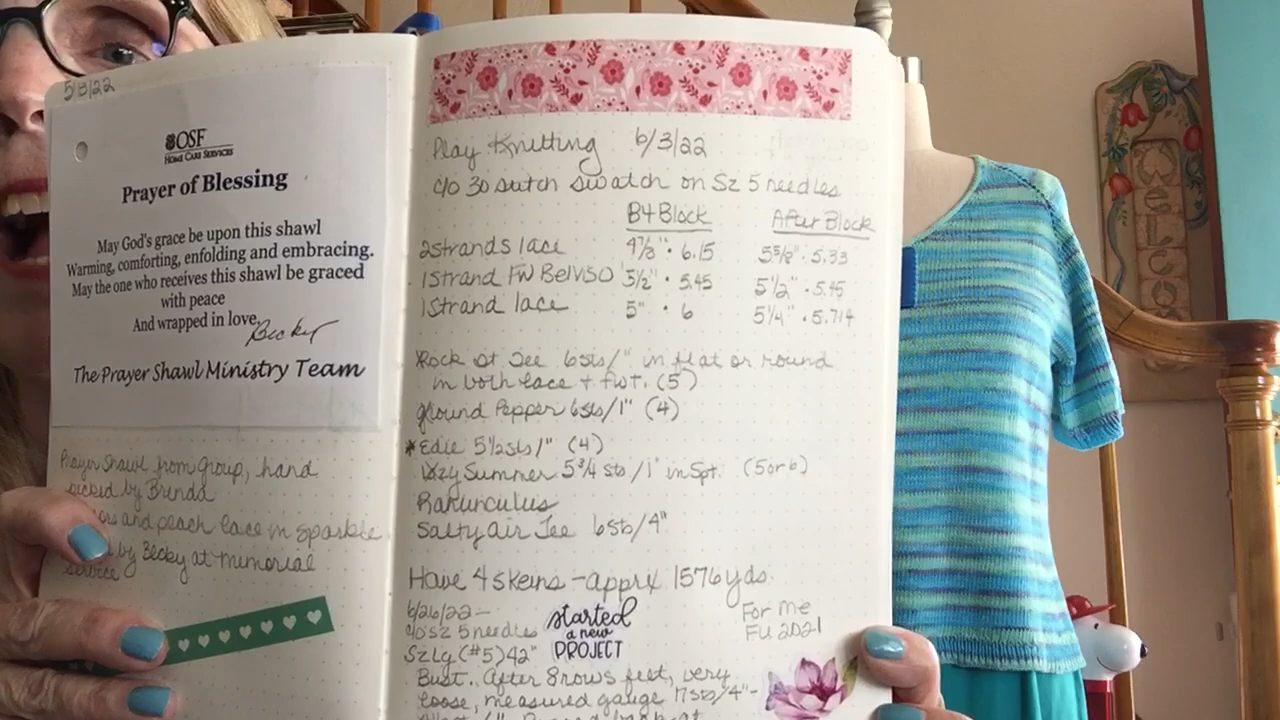 5/8/22
OSF
HOME CARE SERVICES
Prayer of Blessing
May God's grace be upon this shawl
Warming, comforting, enfolding and embracing.
May the one who receives this shawl be graced
with peace
And wrapped in love.
Becky
The Prayer Shawl Ministry Team
Prayer Shawl from group, hand
picked by Brenda
and peach lace in sparkle
by Becky at memorial
service
Play Knitting 6/3/22
c/o 30 stitch swatch on Sz 5 needles
B4 Block After Block
2 strands lace 4 7/8" • 6.15 5 5/8" • 5.33
1 Strand FW BelVISO 5 1/2" • 5.45 5 1/2" • 5.45
1 Strand lace 5" • 6 5 1/4" • 5.714
Rock it Tee 6sts/" in flat or round
in both lace + fwt. (5)
ground Pepper 6sts/1" (4)
*Edie 5 1/2 sts/" (4)
Summer 5 3/4 sts/1" in Spt. (5 or 6)
Ranunculus
Salty Air Tee 6sts/4"
Have 4 skeins - apprx 1576 yds.
6/26/22 -
c/o sz 5 needles
Sz Lg (#5) 42"
started
a new
PROJECT
For me
FU 2021
Bust. After 8 rows feet, very
loose, measured gauge 17sts/4" -
Welco